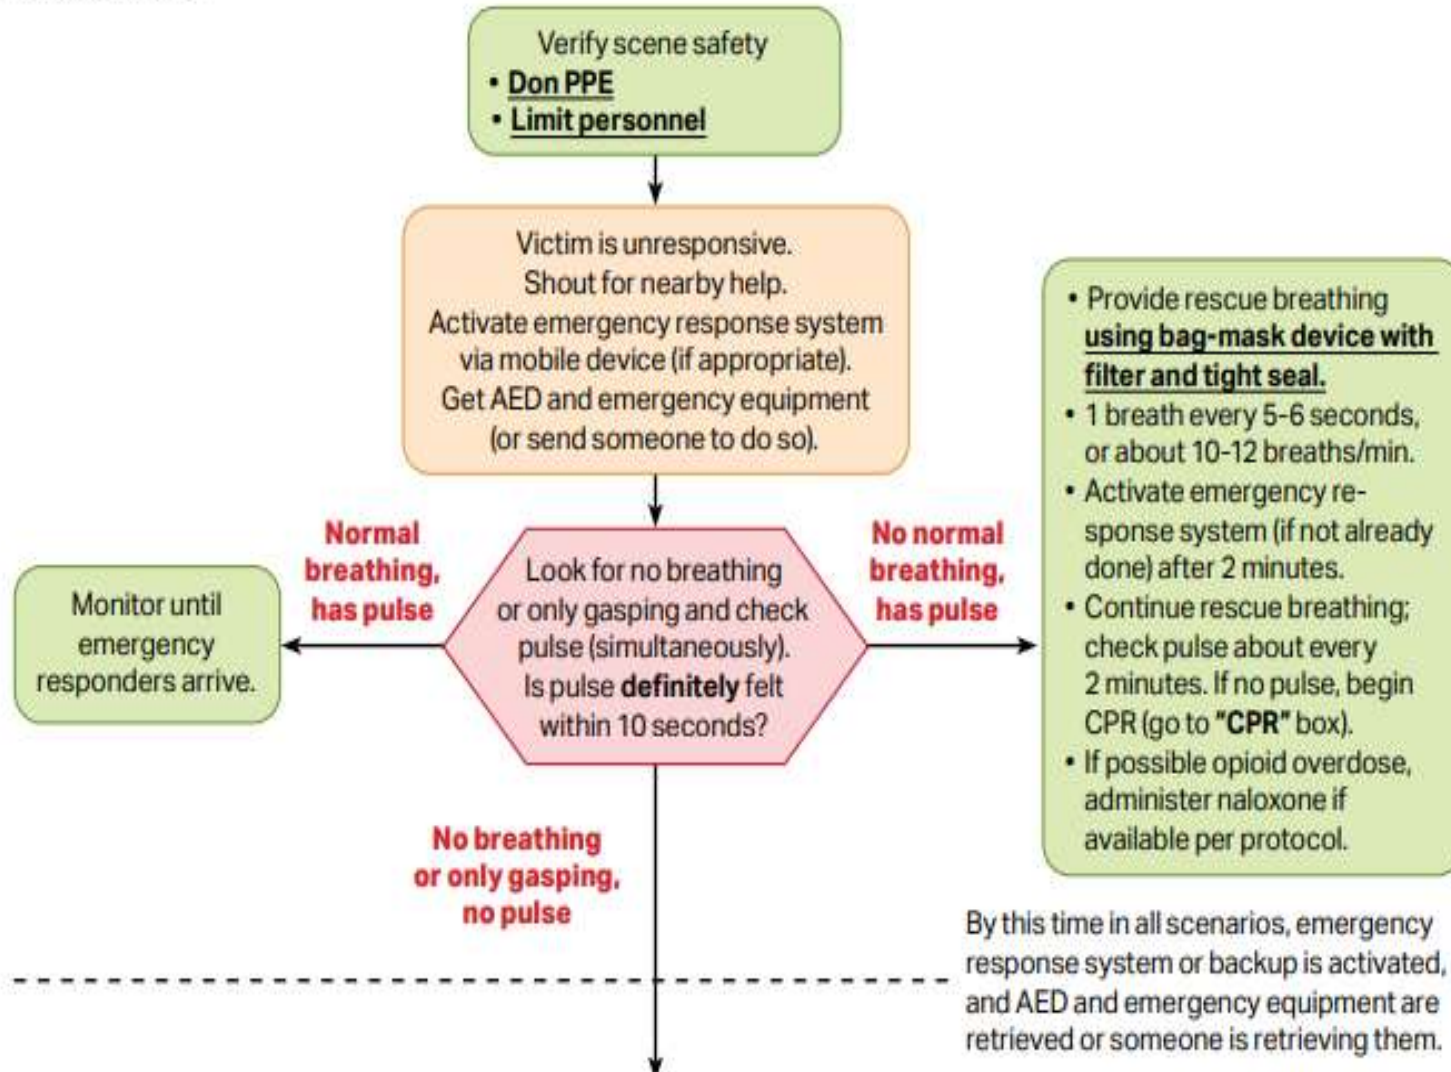 Verify scene safety
• Don PPE
• Limit personnel
Victim is unresponsive.
Shout for nearby help.
Activate emergency response system
via mobile device (if appropriate).
Get AED and emergency equipment
(or send someone to do so).
Normal
breathing,
has pulse
Look for no breathing
or only gasping and check
pulse (simultaneously).
Is pulse definitely felt
within 10 seconds?
No normal
breathing,
has pulse
Monitor until
emergency
responders arrive.
• Provide rescue breathing
using bag-mask device with
filter and tight seal.
• 1 breath every 5-6 seconds,
or about 10-12 breaths/min.
• Activate emergency re-
sponse system (if not already
done) after 2 minutes.
• Continue rescue breathing;
check pulse about every
2 minutes. If no pulse, begin
CPR (go to "CPR" box).
• If possible opioid overdose,
administer naloxone if
available per protocol.
No breathing
or only gasping,
no pulse
By this time in all scenarios, emergency
response system or backup is activated,
and AED and emergency equipment are
retrieved or someone is retrieving them.